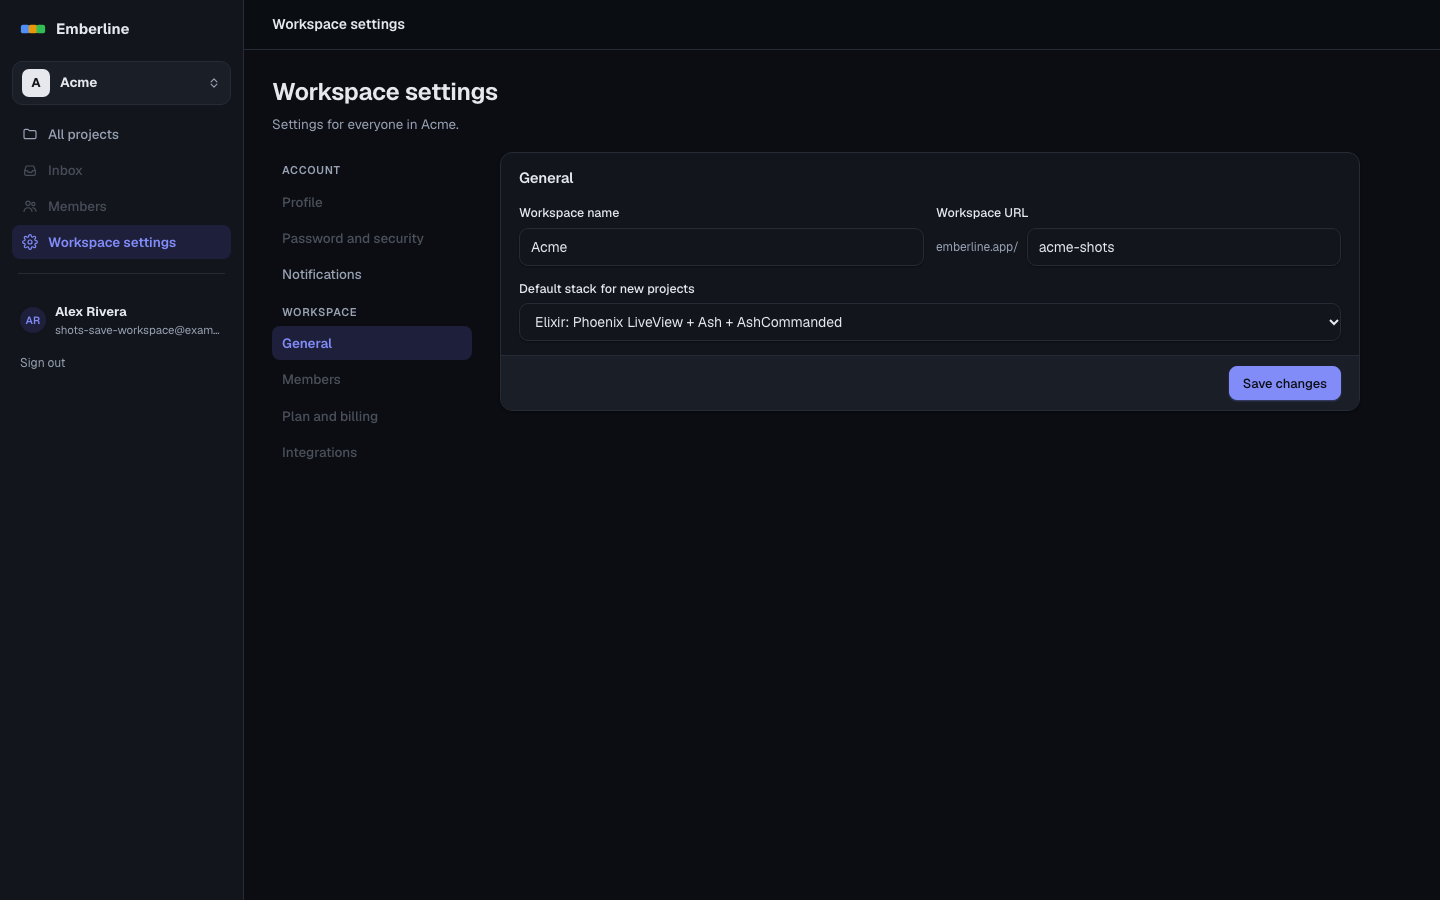 Emberline
A Acme
All projects
Inbox
Members
Workspace settings
AR Alex Rivera
shots-save-workspace@exam...
Sign out
Workspace settings
Workspace settings
Settings for everyone in Acme.
ACCOUNT
Profile
Password and security
Notifications
WORKSPACE
General
Members
Plan and billing
Integrations
General
Workspace name
Acme
Workspace URL
emberline.app/ acme-shots
Default stack for new projects
Elixir: Phoenix LiveView + Ash + AshCommanded
Save changes